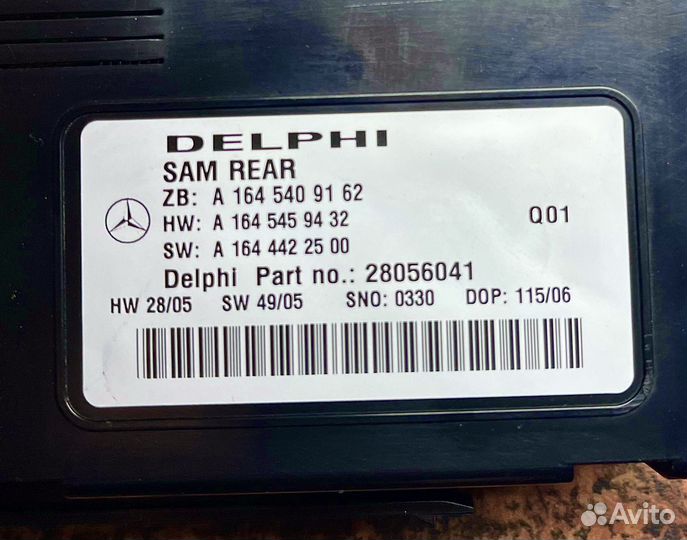 DELPHI
SAM REAR
ZB: A 164 540 91 62
HW: A 164 545 94 32 Q01
SW: A 164 442 25 00
Delphi Part no.: 28056041
HW 28/05 SW 49/05 SNO: 0330 DOP: 115/06
Avito